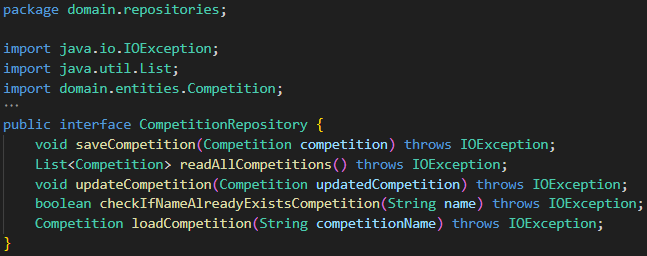 package domain.repositories;
import java.io.IOException;
import java.util.List;
import domain.entities.Competition;
...
public interface CompetitionRepository {
    void saveCompetition(Competition competition) throws IOException;
    List<Competition> readAllCompetitions() throws IOException;
    void updateCompetition(Competition updatedCompetition) throws IOException;
    boolean checkIfNameAlreadyExistsCompetition(String name) throws IOException;
    Competition loadCompetition(String competitionName) throws IOException;
}